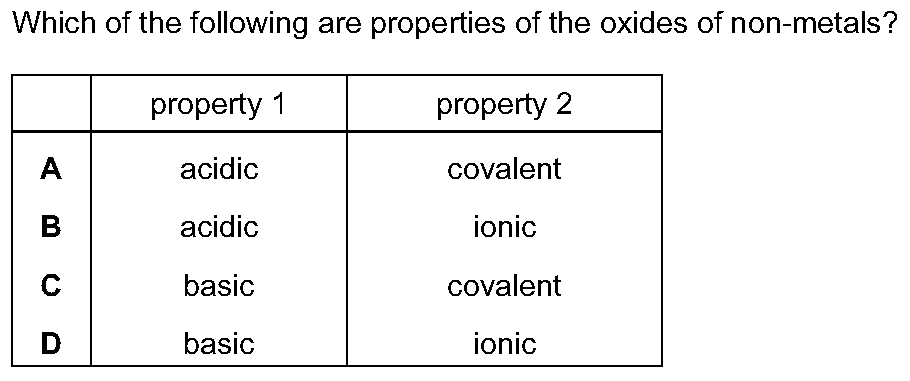 Which of the following are properties of the oxides of non-metals?
property 1 property 2
A acidic covalent
B acidic ionic
C basic covalent
D basic ionic